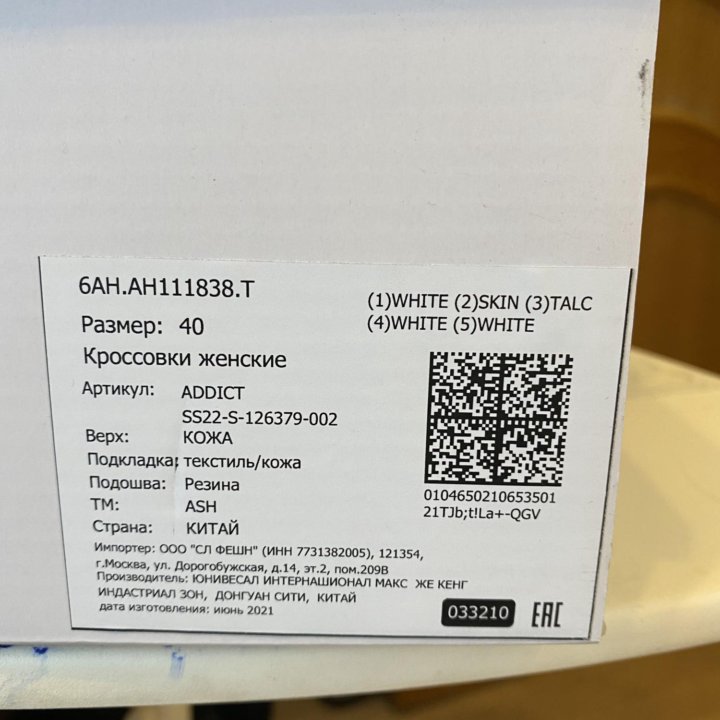 6AH.AH111838.T
(1)WHITE (2)SKIN (3)TALC
(4)WHITE (5)WHITE
Размер: 40
Кроссовки женские
Артикул: ADDICT
SS22-S-126379-002
Верх: КОЖА
Подкладка: текстиль/кожа
Подошва: Резина
ТМ: ASH
Страна: КИТАЙ
0104650210653501
21TJb;t!La+-QGV
Импортер: ООО "СЛ ФЕШН" (ИНН 7731382005), 121354,
г.Москва, ул. Дорогобужская, д.14, эт.2, пом.209В
Производитель: ЮНИВЕСАЛ ИНТЕРНАШИОНАЛ МАКС ЖЕ КЕНГ
ИНДАСТРИАЛ ЗОН, ДОНГУАН СИТИ, КИТАЙ
дата изготовления: июнь 2021
033210
EAC